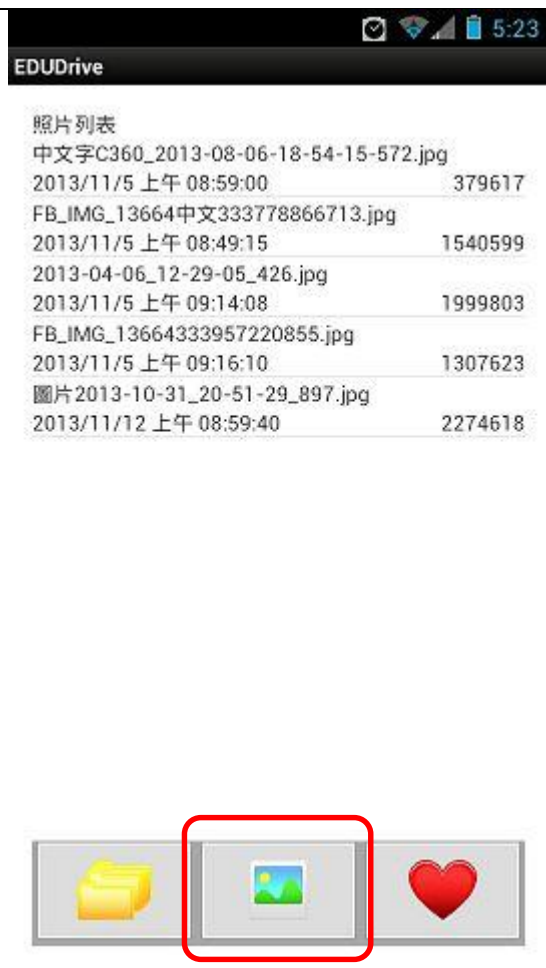 5:23
EDUDrive
照片列表
中文字C360_2013-08-06-18-54-15-572.jpg
2013/11/5 上午 08:59:00 379617
FB_IMG_13664中文333778866713.jpg
2013/11/5 上午 08:49:15 1540599
2013-04-06_12-29-05_426.jpg
2013/11/5 上午 09:14:08 1999803
FB_IMG_13664333957220855.jpg
2013/11/5 上午 09:16:10 1307623
圖片2013-10-31_20-51-29_897.jpg
2013/11/12 上午 08:59:40 2274618